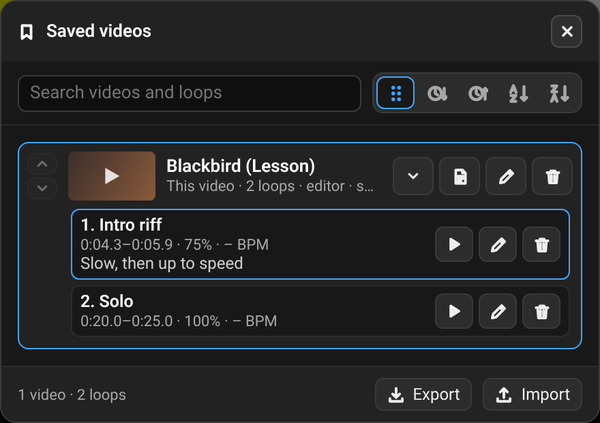 Saved videos
Search videos and loops
Blackbird (Lesson)
This video · 2 loops · editor · s...
1. Intro riff
0:04.3–0:05.9 · 75% · – BPM
Slow, then up to speed
2. Solo
0:20.0–0:25.0 · 100% · – BPM
1 video · 2 loops
Export
Import